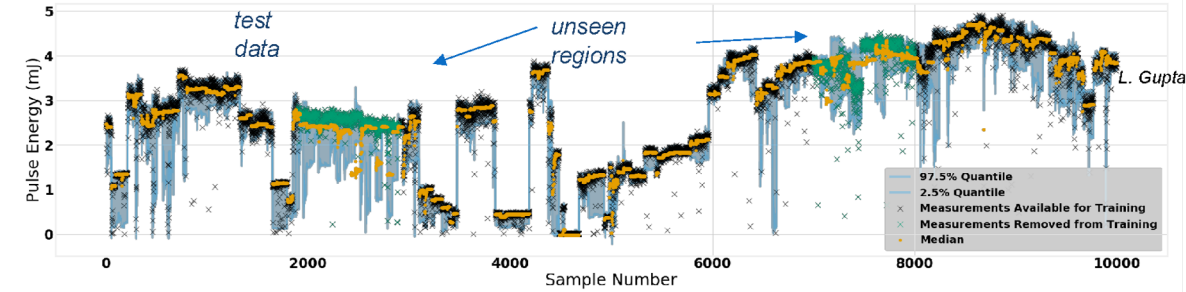 test
data
unseen
regions
5
4
3
2
1
0
Pulse Energy (mJ)
L. Gupta
97.5% Quantile
2.5% Quantile
Measurements Available for Training
Measurements Removed from Training
Median
0 2000 4000 6000 8000 10000
Sample Number